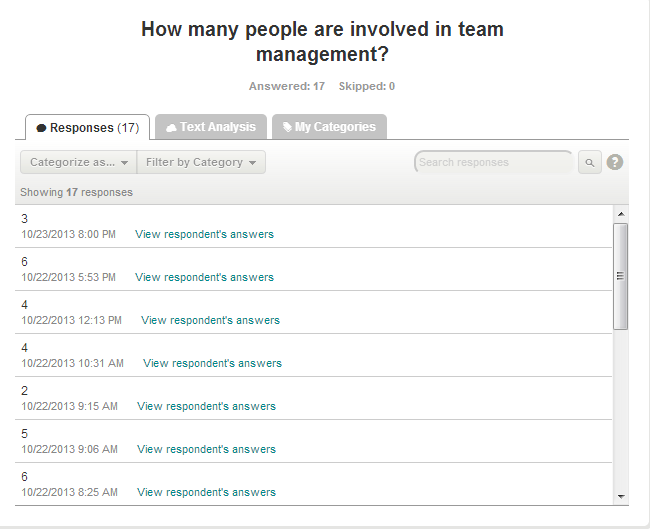 How many people are involved in team
management?
Answered: 17 Skipped: 0
Responses (17) Text Analysis My Categories
Categorize as... Filter by Category Search responses ?
Showing 17 responses
3
10/23/2013 8:00 PM View respondent's answers
6
10/22/2013 5:53 PM View respondent's answers
4
10/22/2013 12:13 PM View respondent's answers
4
10/22/2013 10:31 AM View respondent's answers
2
10/22/2013 9:15 AM View respondent's answers
5
10/22/2013 9:06 AM View respondent's answers
6
10/22/2013 8:25 AM View respondent's answers